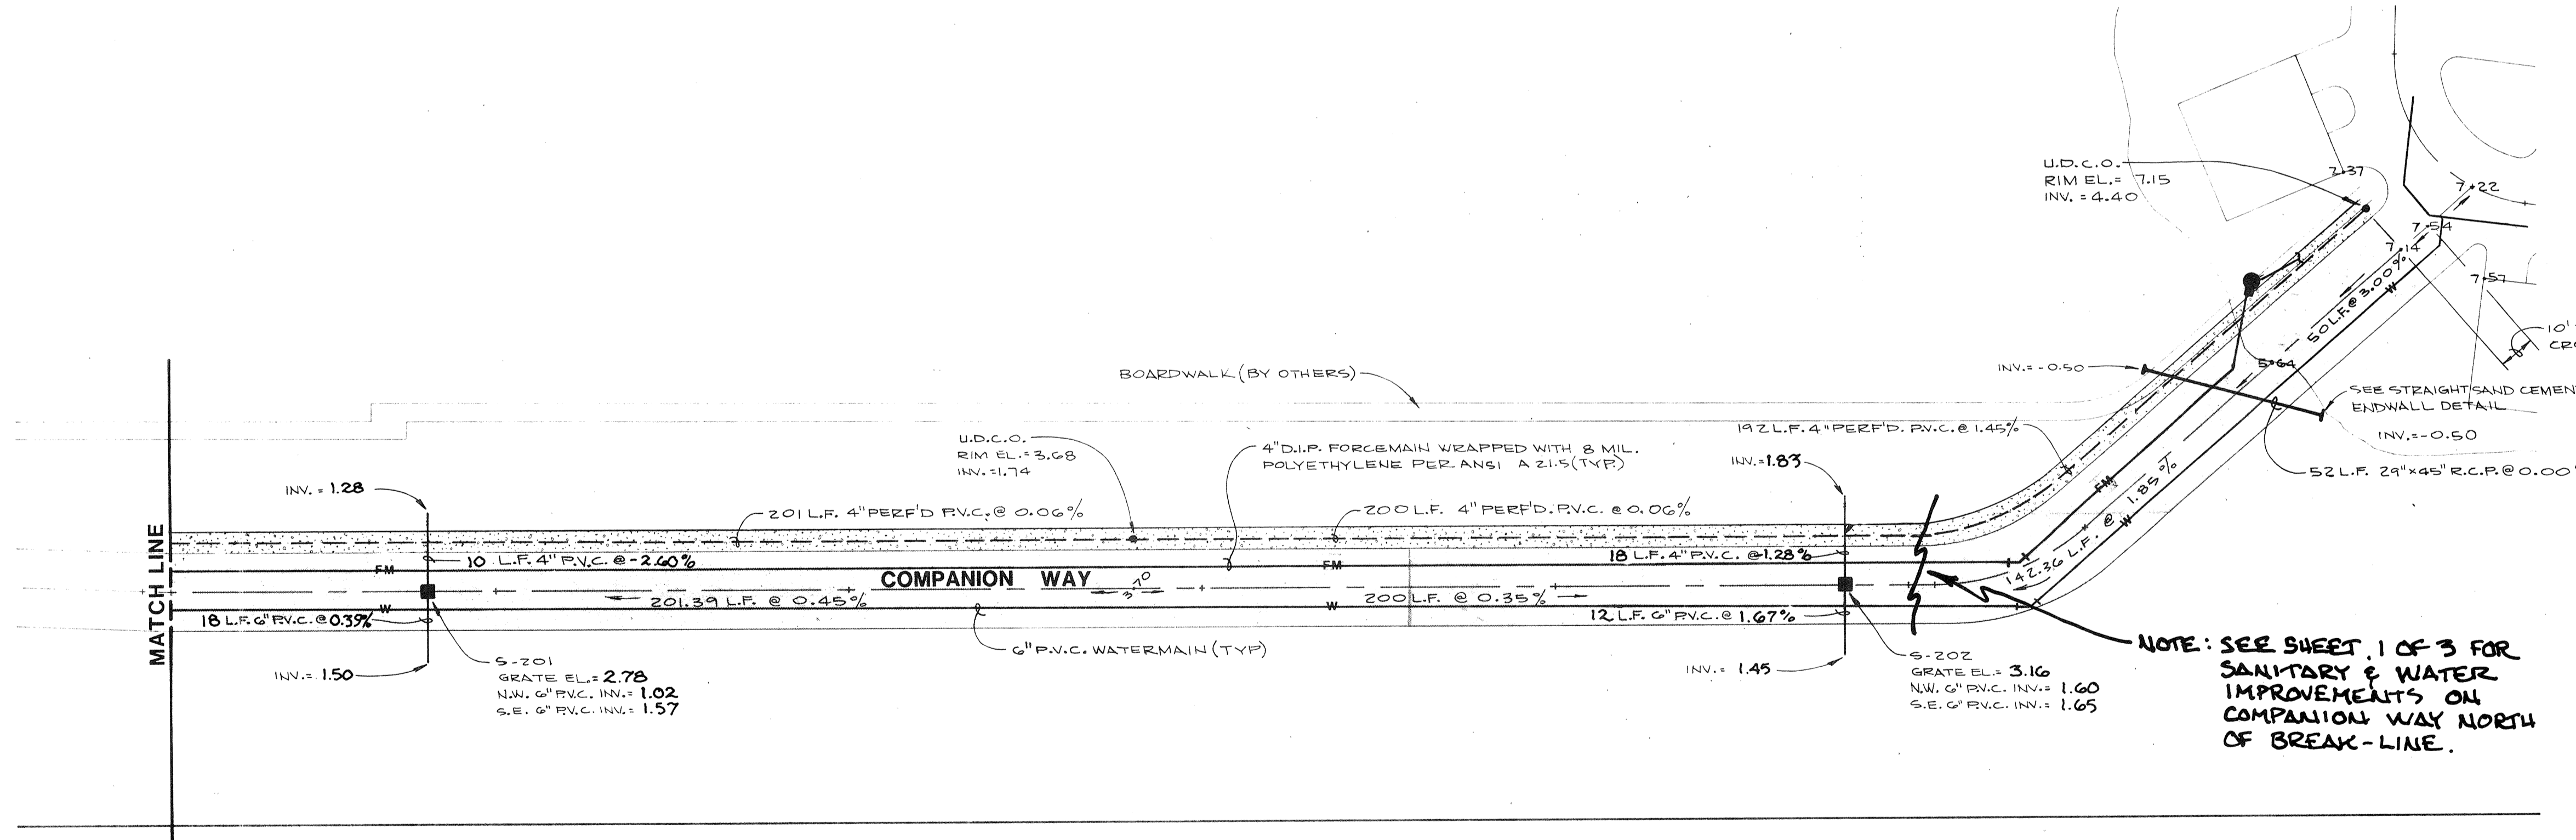 U.D.C.O.
RIM EL.= 7.15
INV. = 4.40
7.37
7.22
7.54
7.14
7.57
50 L.F. @ 3.00%
10'
5.64
INV.= -0.50
SEE STRAIGHT SAND CEMEN
ENDWALL DETAIL
INV.=-0.50
52 L.F. 29"x45" R.C.P. @ 0.00
BOARDWALK (BY OTHERS)
192 L.F. 4" PERF'D. P.V.C. @ 1.45%
U.D.C.O.
RIM EL.= 3.68
INV.=1.74
4" D.I.P. FORCEMAIN WRAPPED WITH 8 MIL.
POLYETHYLENE PER ANSI A 21.5 (TYP.)
INV.=1.83
INV. = 1.28
201 L.F. 4" PERF'D P.V.C. @ 0.06%
200 L.F. 4" PERF'D. P.V.C. @ 0.06%
FM
1.85 %
142.36 L.F. @
W
W
MATCH LINE
10 L.F. 4" P.V.C. @ -2.60%
18 L.F. 4" P.V.C. @ 1.28%
FM
FM
COMPANION WAY
3.70
201.39 L.F. @ 0.45%
200 L.F. @ 0.35%
W
W
18 L.F. 6" P.V.C. @ 0.39%
12 L.F. 6" P.V.C. @ 1.67%
6" P.V.C. WATERMAIN (TYP)
INV.= 1.50
S-201
GRATE EL.= 2.78
N.W. 6" P.V.C. INV.= 1.02
S.E. 6" P.V.C. INV.= 1.57
INV.= 1.45
S-202
GRATE EL.= 3.16
N.W. 6" P.V.C. INV.= 1.60
S.E. 6" P.V.C. INV.= 1.65
NOTE: SEE SHEET 1 OF 3 FOR
SANITARY & WATER
IMPROVEMENTS ON
COMPANION WAY NORTH
OF BREAK-LINE.